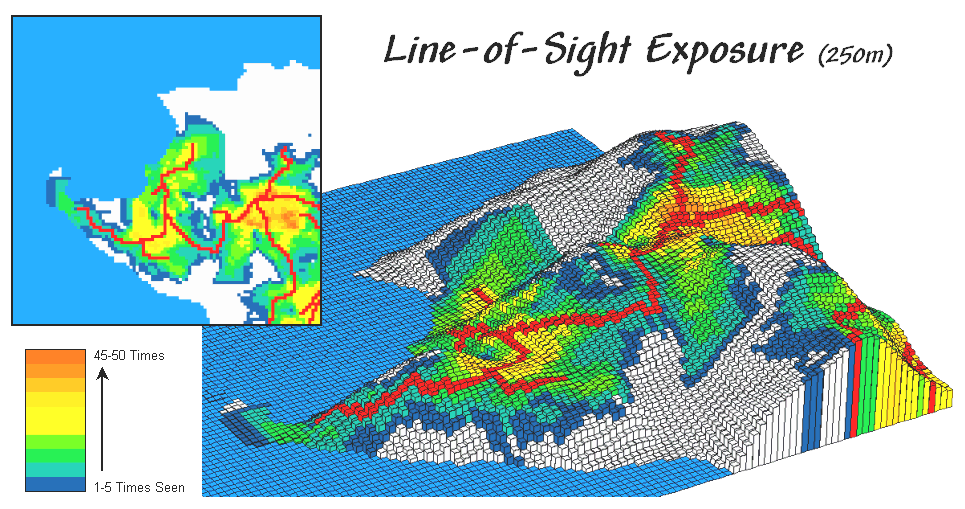 Line-of-Sight Exposure (250m)
45-50 Times
1-5 Times Seen